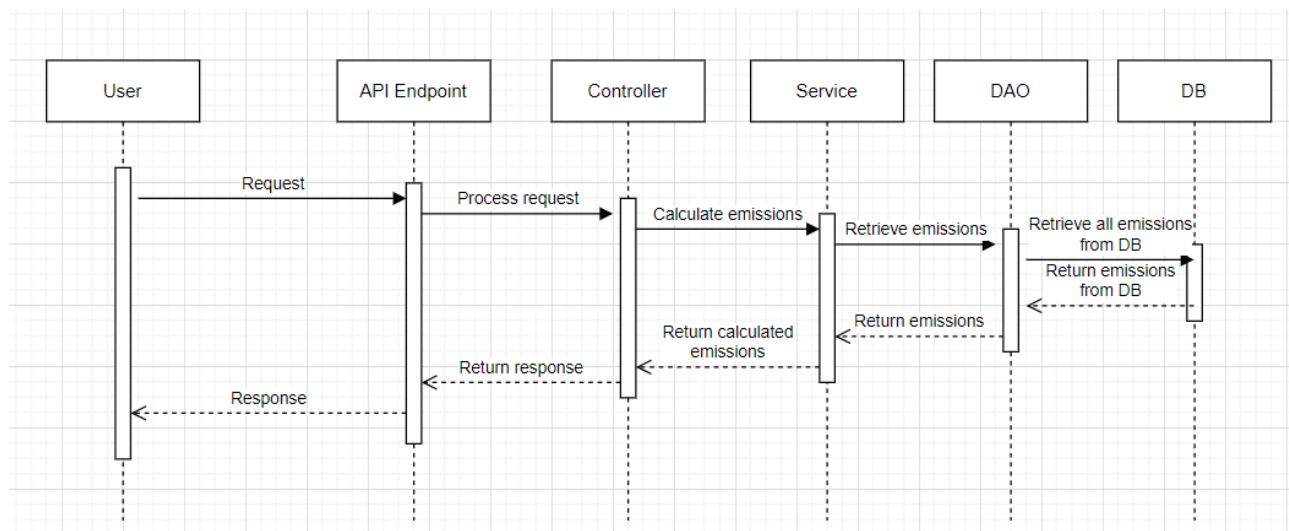 User
API Endpoint
Controller
Service
DAO
DB
Request
Process request
Calculate emissions
Retrieve emissions
Retrieve all emissions
from DB
Return emissions
from DB
Return emissions
Return calculated
emissions
Return response
Response